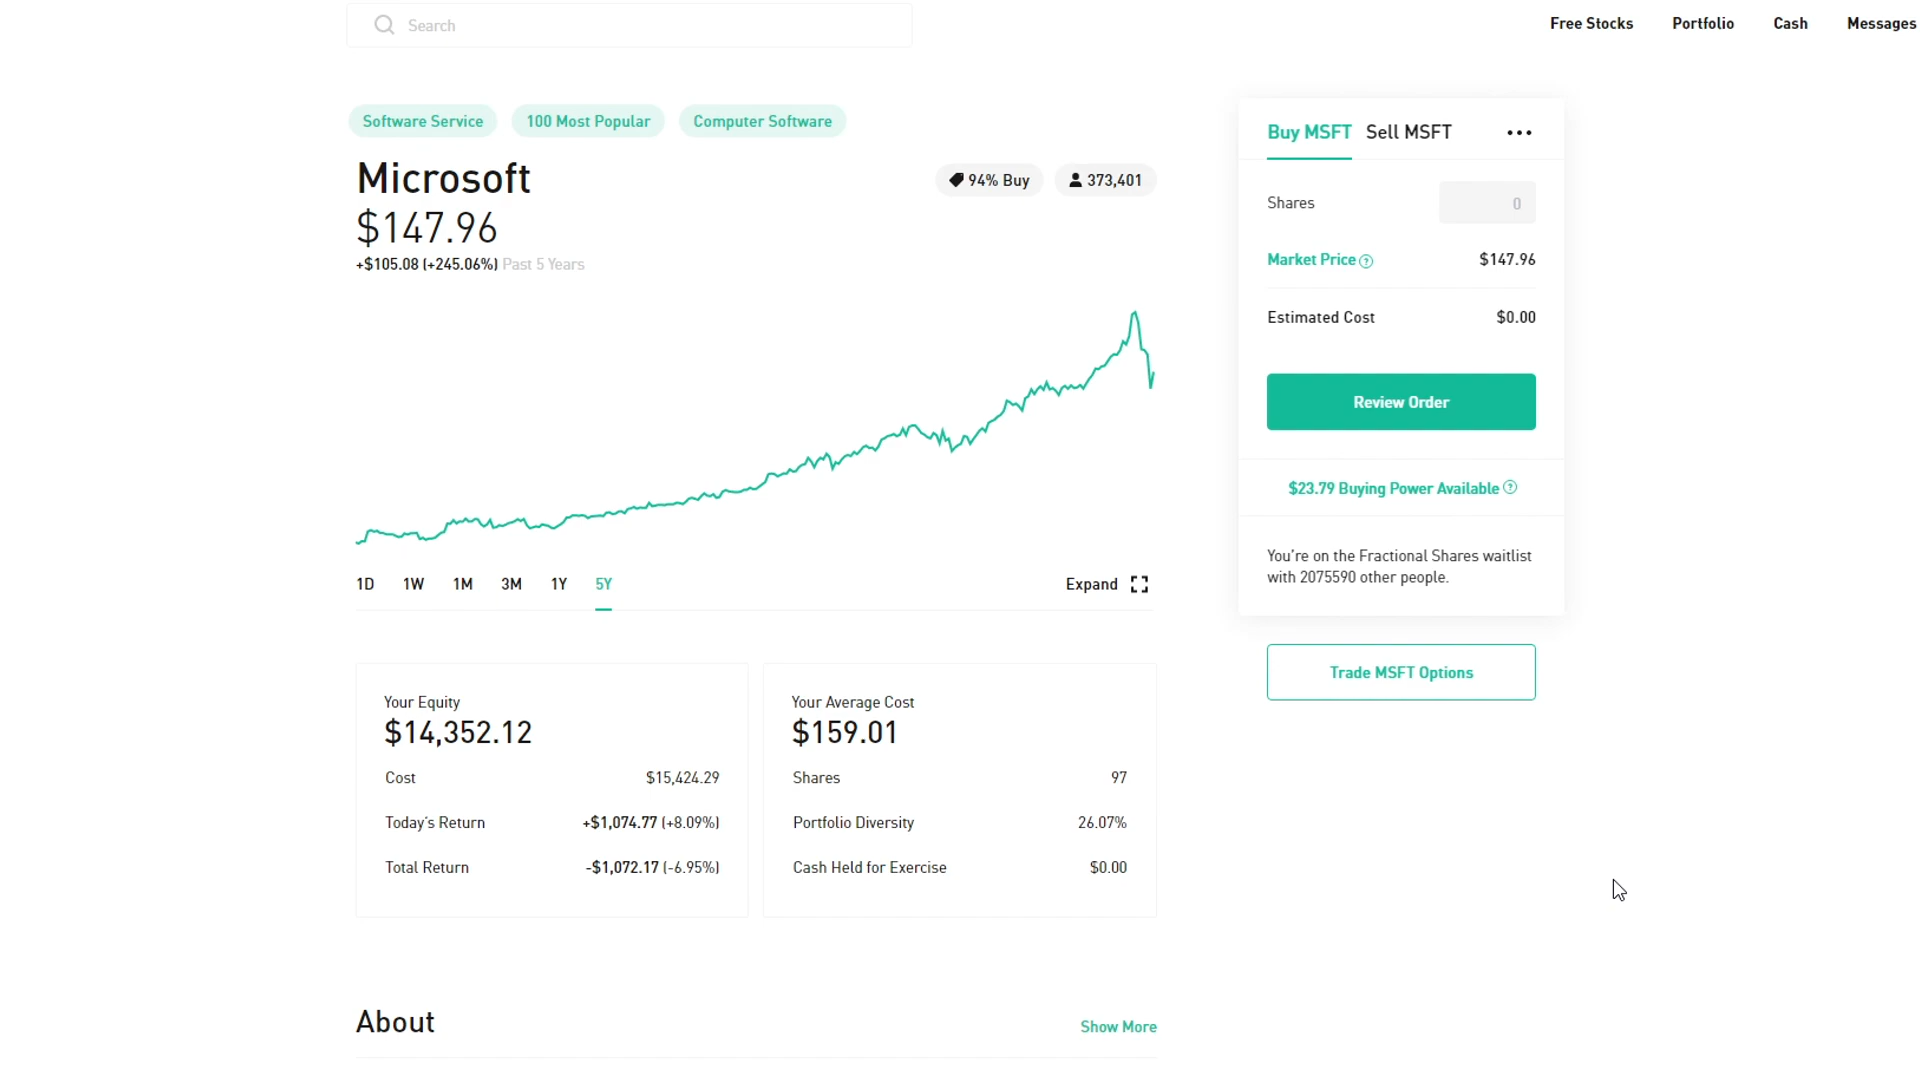 Search
Free Stocks Portfolio Cash Messages
Software Service 100 Most Popular Computer Software
Microsoft
94% Buy 373,401
$147.96
+$105.08 (+245.06%) Past 5 Years
1D 1W 1M 3M 1Y 5Y Expand
Buy MSFT Sell MSFT
Shares 0
Market Price $147.96
Estimated Cost $0.00
Review Order
$23.79 Buying Power Available
You're on the Fractional Shares waitlist
with 2075590 other people.
Trade MSFT Options
Your Equity
$14,352.12
Cost $15,424.29
Today's Return +$1,074.77 (+8.09%)
Total Return -$1,072.17 (-6.95%)
Your Average Cost
$159.01
Shares 97
Portfolio Diversity 26.07%
Cash Held for Exercise $0.00
About Show More